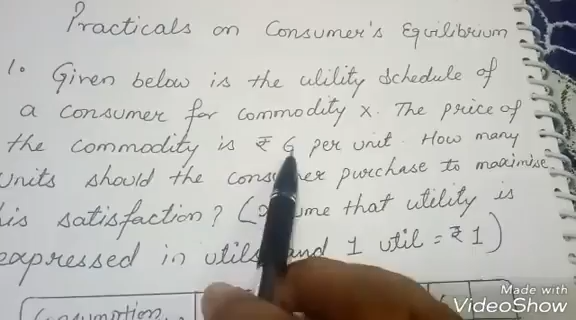 Practicals on Consumer's Equilibrium
1. Given below is the utility schedule of
a consumer for commodity x. The price of
the commodity is ₹ 6 per unit. How many
units should the consumer purchase to maximise
his satisfaction? ( that utility is
expressed in utils and 1 util = ₹ 1)
Consumption
Made with
VideoShow